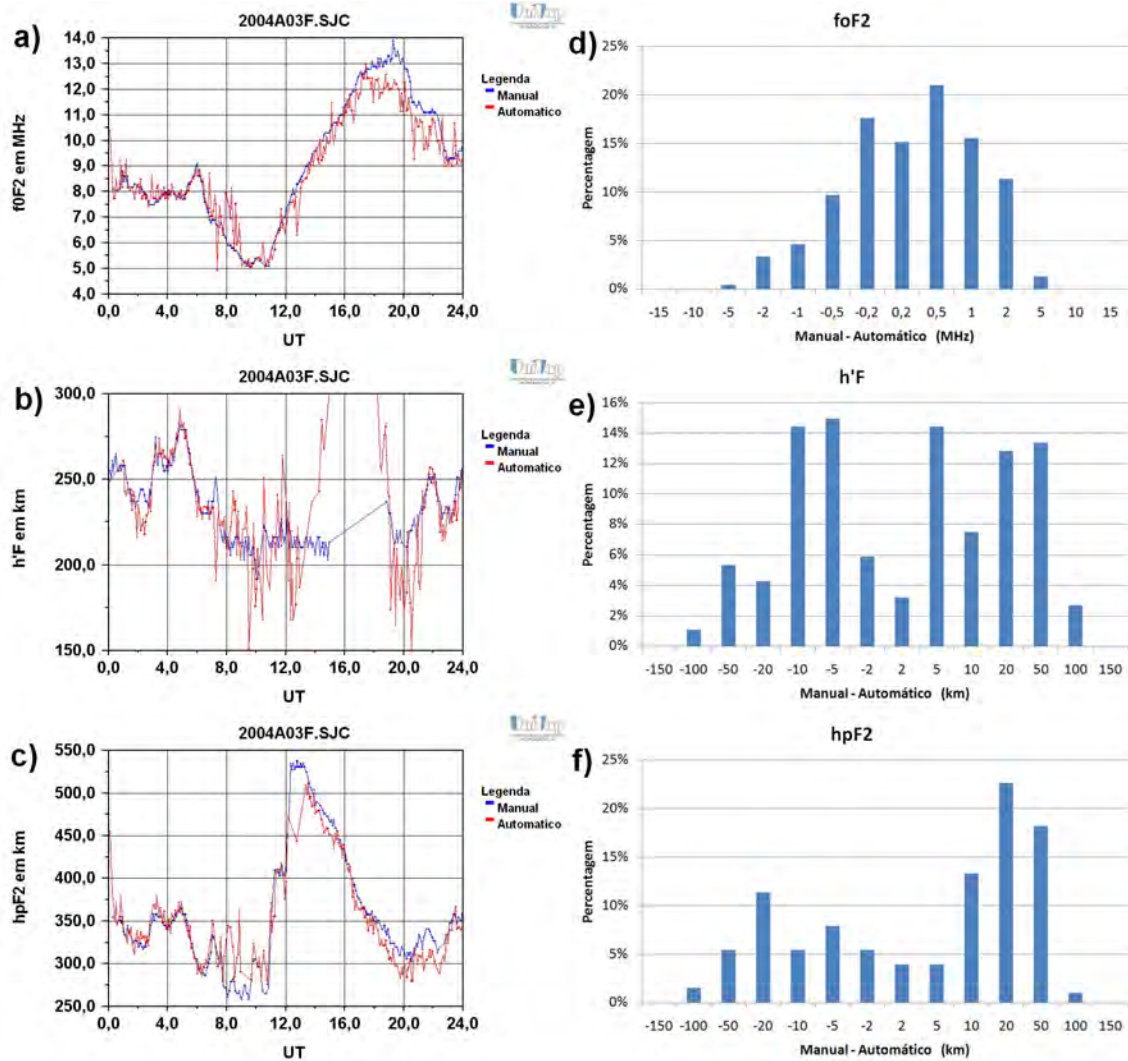 a)
2004A03F.SJC
f0F2 em MHz
14,0
13,0
12,0
11,0
10,0
9,0
8,0
7,0
6,0
5,0
4,0
0,0 4,0 8,0 12,0 16,0 20,0 24,0
UT
Legenda
Manual
Automatico
d)
foF2
Percentagem
25%
20%
15%
10%
5%
0%
-15 -10 -5 -2 -1 -0,5 -0,2 0,2 0,5 1 2 5 10 15
Manual - Automático (MHz)
b)
2004A03F.SJC
h'F em km
300,0
250,0
200,0
150,0
0,0 4,0 8,0 12,0 16,0 20,0 24,0
UT
Legenda
Manual
Automatico
e)
h'F
Percentagem
16%
14%
12%
10%
8%
6%
4%
2%
0%
-150 -100 -50 -20 -10 -5 -2 2 5 10 20 50 100 150
Manual - Automático (km)
c)
2004A03F.SJC
hpF2 em km
550,0
500,0
450,0
400,0
350,0
300,0
250,0
0,0 4,0 8,0 12,0 16,0 20,0 24,0
UT
Legenda
Manual
Automatico
f)
hpF2
Percentagem
25%
20%
15%
10%
5%
0%
-150 -100 -50 -20 -10 -5 -2 2 5 10 20 50 100 150
Manual - Automático (km)